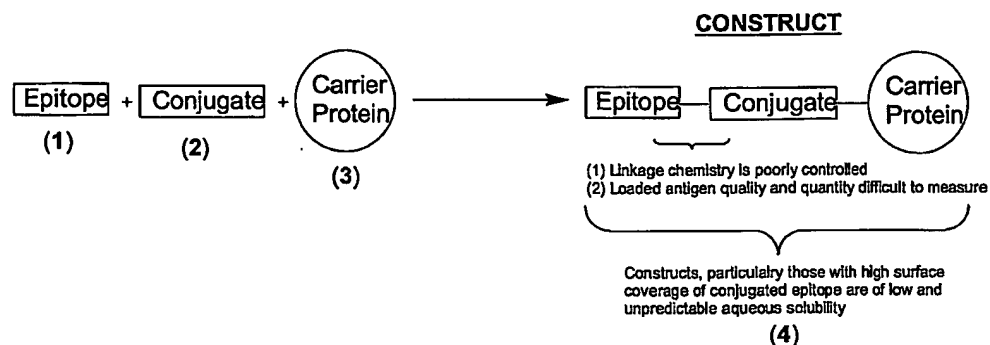 CONSTRUCT
Epitope + Conjugate + Carrier Protein
Epitope Conjugate Carrier Protein
(1)
(2)
(3)
(1) Linkage chemistry is poorly controlled
(2) Loaded antigen quality and quantity difficult to measure
Constructs, particulalry those with high surface
coverage of conjugated epitope are of low and
unpredictable aqueous solubility
(4)